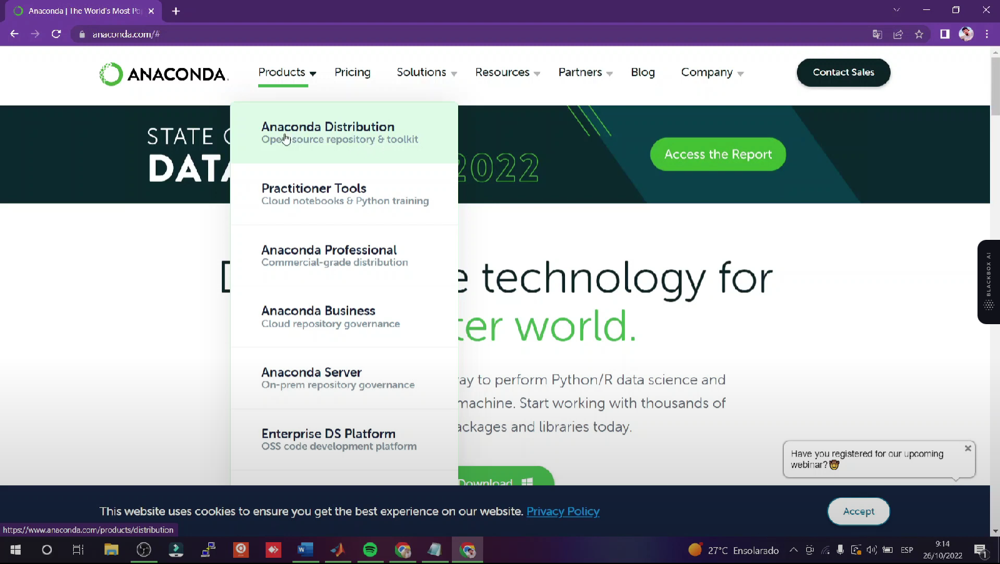 Anaconda | The World's Most Po
anaconda.com/#
ANACONDA.
Products
Pricing
Solutions
Resources
Partners
Blog
Company
Contact Sales
Anaconda Distribution
Open-source repository & toolkit
Practitioner Tools
Cloud notebooks & Python training
Anaconda Professional
Commercial-grade distribution
Anaconda Business
Cloud repository governance
Anaconda Server
On-prem repository governance
Enterprise DS Platform
OSS code development platform
STATE
DATA
2022
Access the Report
e technology for
ter world.
ay to perform Python/R data science and
machine. Start working with thousands of
ackages and libraries today.
Download
BLACKBOX AI
Have you registered for our upcoming
webinar?🤠
This website uses cookies to ensure you get the best experience on our website. Privacy Policy
Accept
https://www.anaconda.com/products/distribution
27°C Ensolarado
ESP
9:14
26/10/2022
1